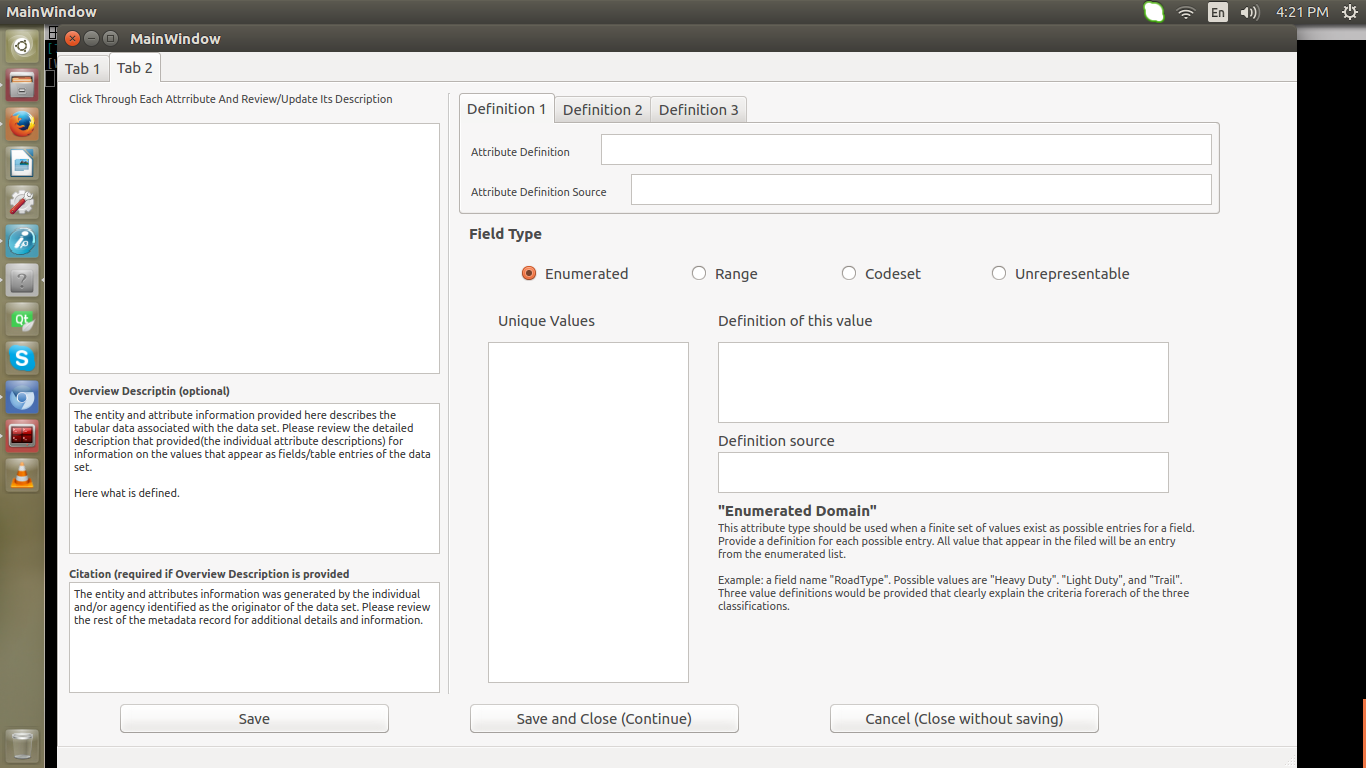 MainWindow
En
4:21 PM
MainWindow
Tab 1
Tab 2
Click Through Each Attrribute And Review/Update Its Description
Definition 1
Definition 2
Definition 3
Attribute Definition
Attribute Definition Source
Field Type
Enumerated
Range
Codeset
Unrepresentable
Unique Values
Definition of this value
Overview Descriptin (optional)
The entity and attribute information provided here describes the
tabular data associated with the data set. Please review the detailed
description that provided(the individual attribute descriptions) for
information on the values that appear as fields/table entries of the data
set.
Here what is defined.
Definition source
"Enumerated Domain"
This attribute type should be used when a finite set of values exist as possible entries for a field.
Provide a definition for each possible entry. All value that appear in the filed will be an entry
from the enumerated list.
Example: a field name "RoadType". Possible values are "Heavy Duty". "Light Duty", and "Trail".
Three value definitions would be provided that clearly explain the criteria forerach of the three
classifications.
Citation (required if Overview Description is provided
The entity and attributes information was generated by the individual
and/or agency identified as the originator of the data set. Please review
the rest of the metadata record for additional details and information.
Save
Save and Close (Continue)
Cancel (Close without saving)
Qt